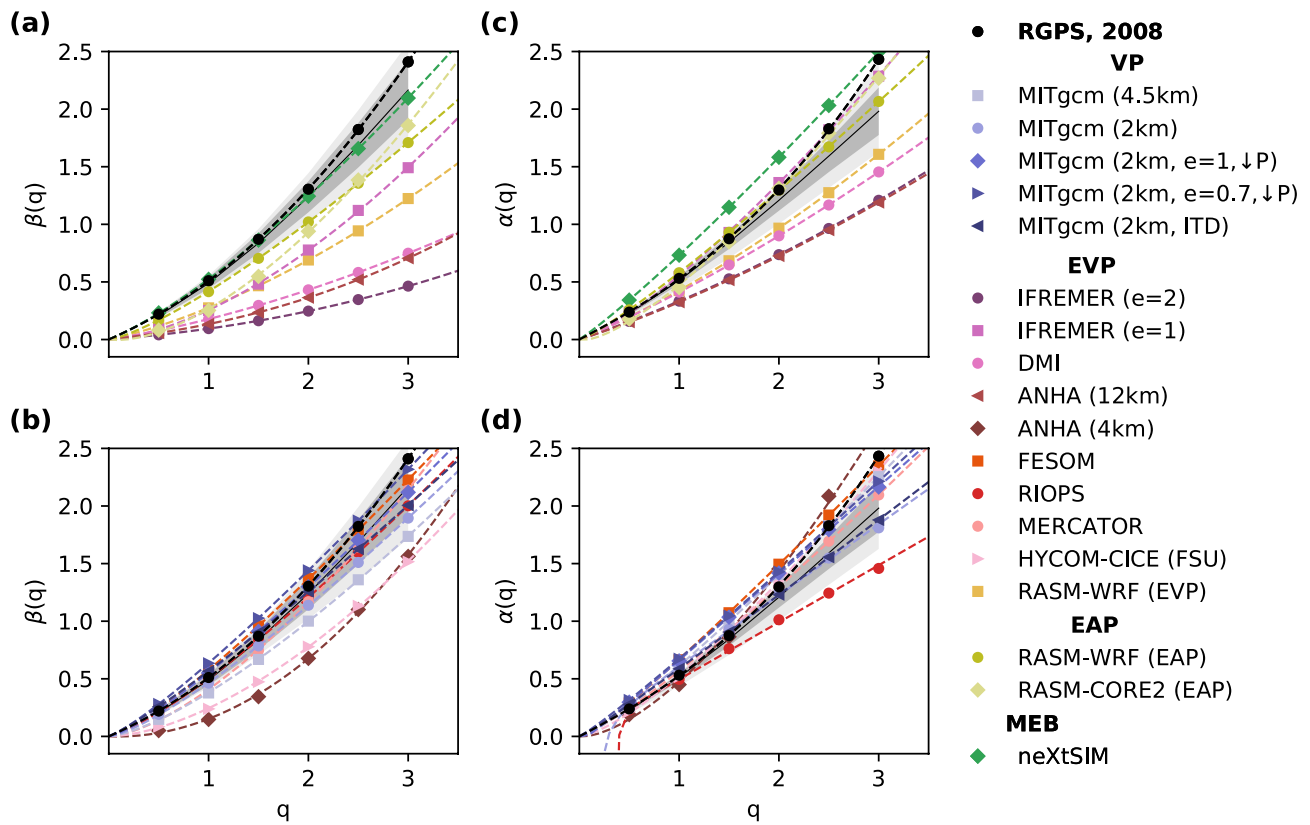 (a)
2.5
2.0
1.5
1.0
0.5
0.0
β(q)
1
2
3
(c)
2.5
2.0
1.5
1.0
0.5
0.0
α(q)
1
2
3
(b)
2.5
2.0
1.5
1.0
0.5
0.0
β(q)
1
2
3
q
(d)
2.5
2.0
1.5
1.0
0.5
0.0
α(q)
1
2
3
q
RGPS, 2008
VP
MITgcm (4.5km)
MITgcm (2km)
MITgcm (2km, e=1,↓P)
MITgcm (2km, e=0.7,↓P)
MITgcm (2km, ITD)
EVP
IFREMER (e=2)
IFREMER (e=1)
DMI
ANHA (12km)
ANHA (4km)
FESOM
RIOPS
MERCATOR
HYCOM-CICE (FSU)
RASM-WRF (EVP)
EAP
RASM-WRF (EAP)
RASM-CORE2 (EAP)
MEB
neXtSIM